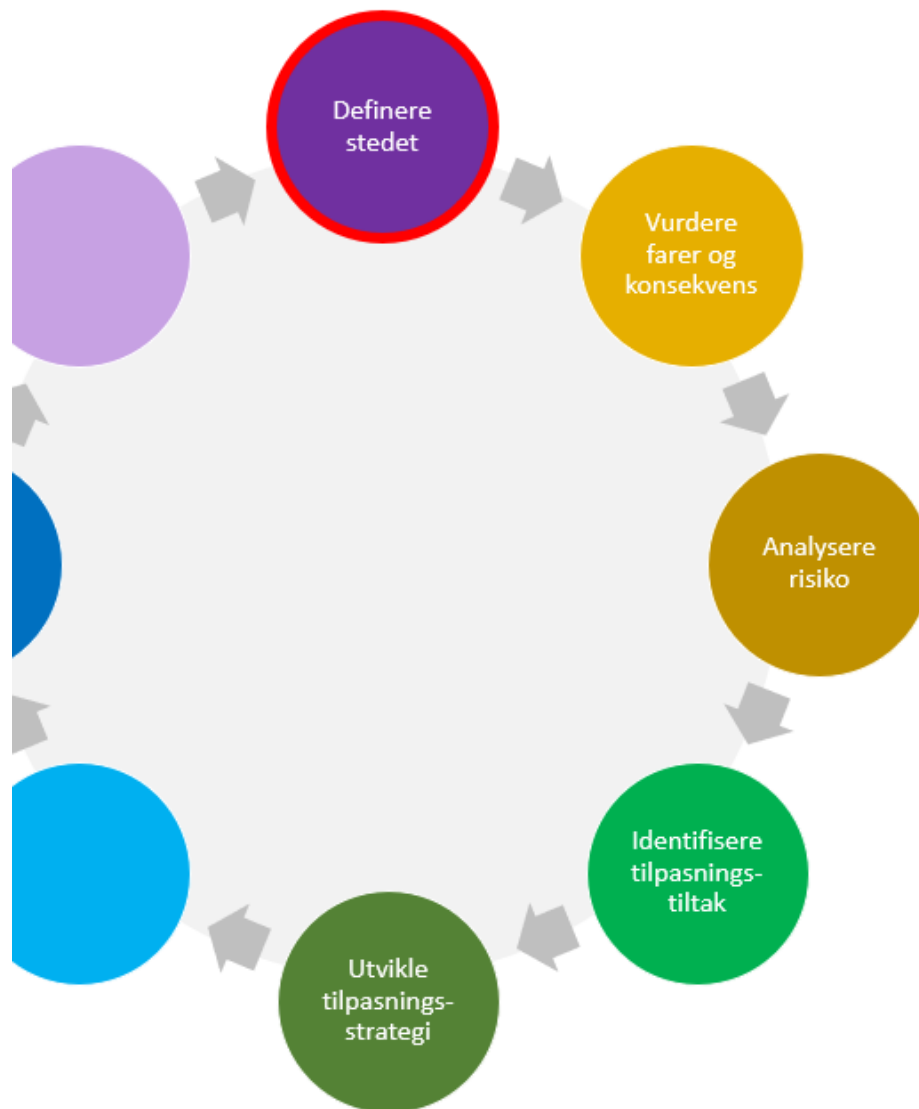 Definere
stedet
Vurdere
farer og
konsekvens
Analysere
risiko
Identifisere
tilpasnings-
tiltak
Utvikle
tilpasnings-
strategi